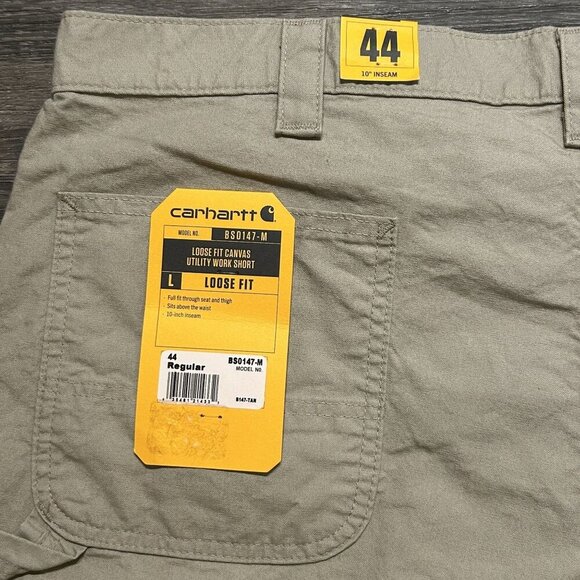 44
10" INSEAM
carhartt
MODEL NO. BS0147-M
LOOSE FIT CANVAS
UTILITY WORK SHORT
L LOOSE FIT
• Full fit through seat and thigh
• Sits above the waist
• 10-inch inseam
44 BS0147-M
Regular MODEL NO.
B147-TAN